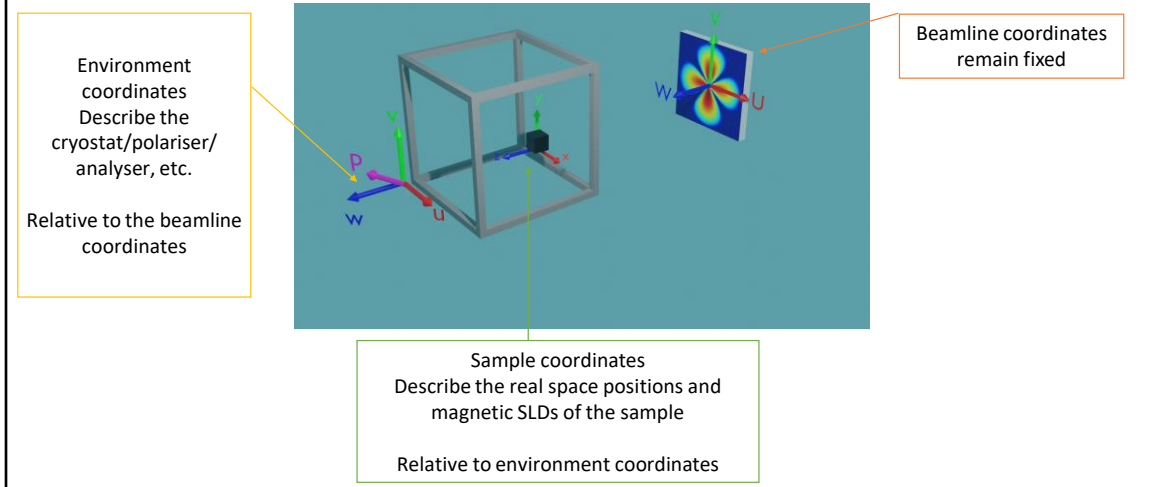 Environment
coordinates
Describe the
cryostat/polariser/
analyser, etc.
Relative to the beamline
coordinates
Beamline coordinates
remain fixed
V
W
U
v
P
w
u
y
z
x
Sample coordinates
Describe the real space positions and
magnetic SLDs of the sample
Relative to environment coordinates